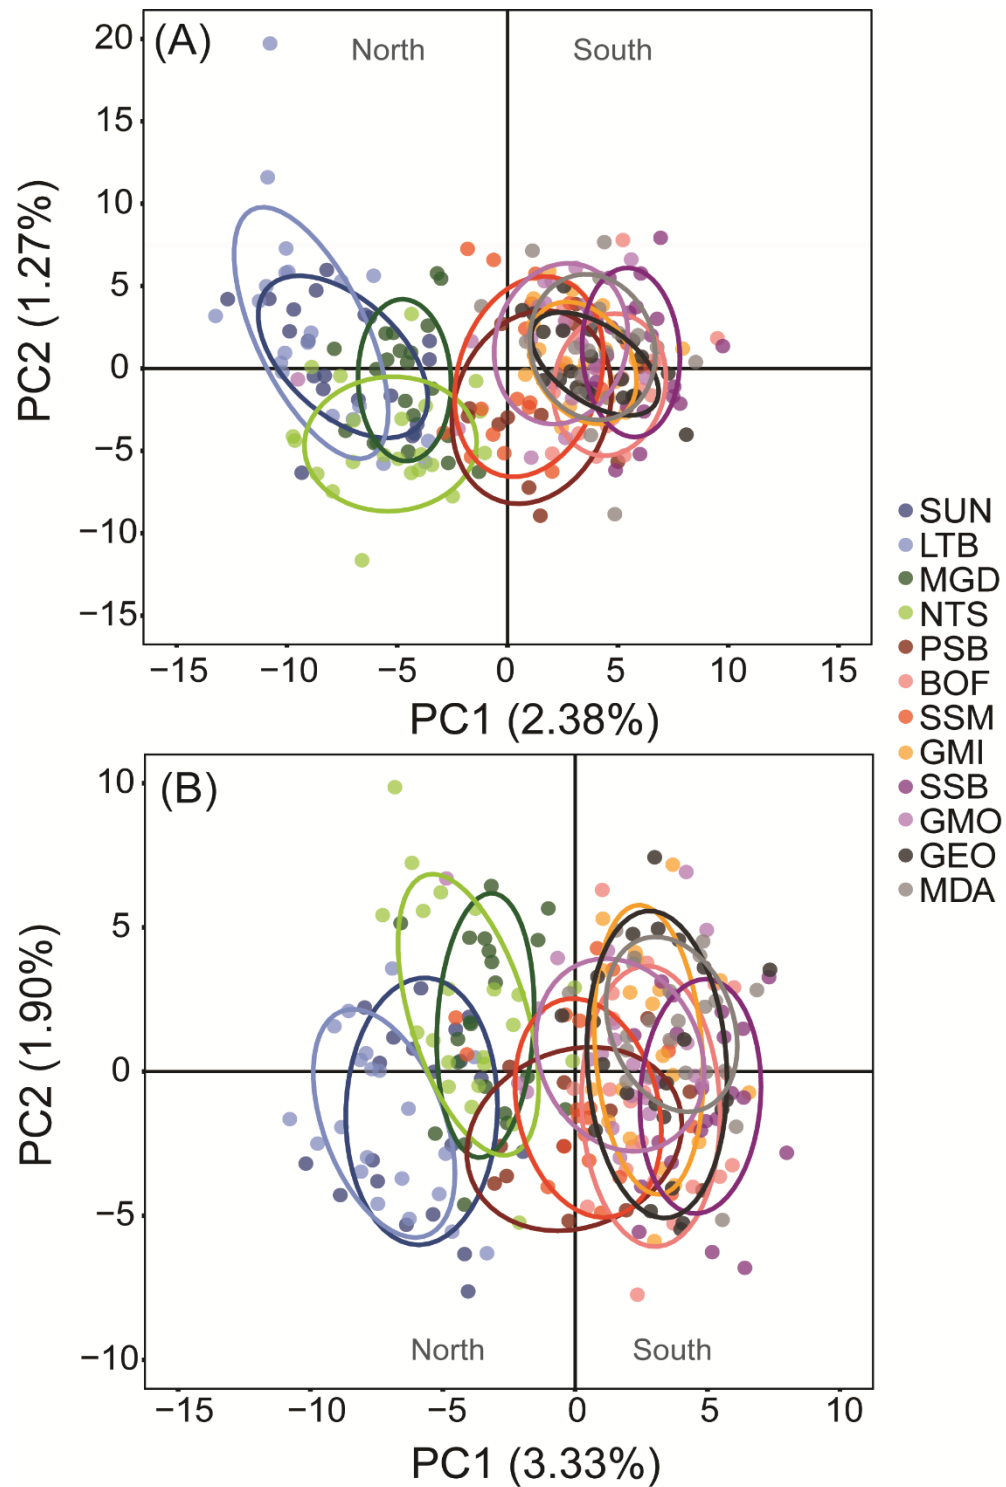 (A)
North
South
20
15
10
5
0
−5
−10
−15
PC2 (1.27%)
−15
−10
−5
0
5
10
15
PC1 (2.38%)
SUN
LTB
MGD
NTS
PSB
BOF
SSM
GMI
SSB
GMO
GEO
MDA
(B)
10
5
0
−5
−10
PC2 (1.90%)
North
South
−15
−10
−5
0
5
10
PC1 (3.33%)